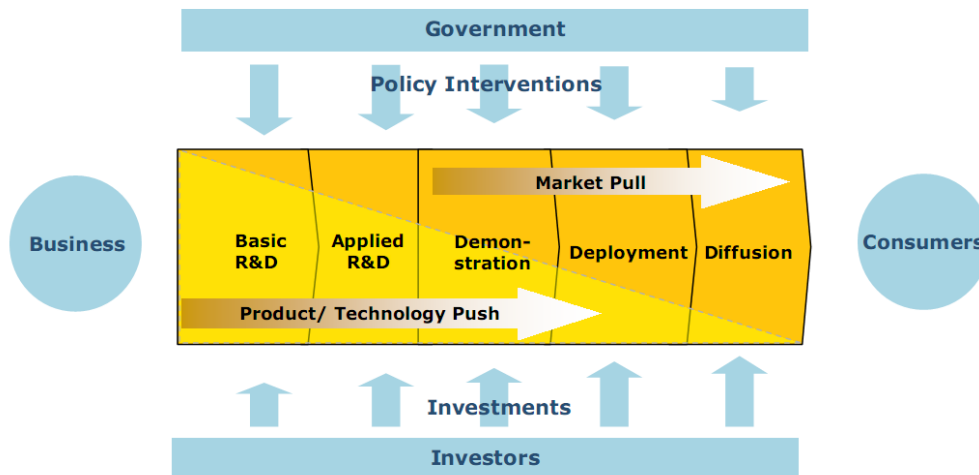 Government
Policy Interventions
Market Pull
Business
Consumers
Basic
R&D
Applied
R&D
Demon-
stration
Deployment
Diffusion
Product/ Technology Push
Investments
Investors